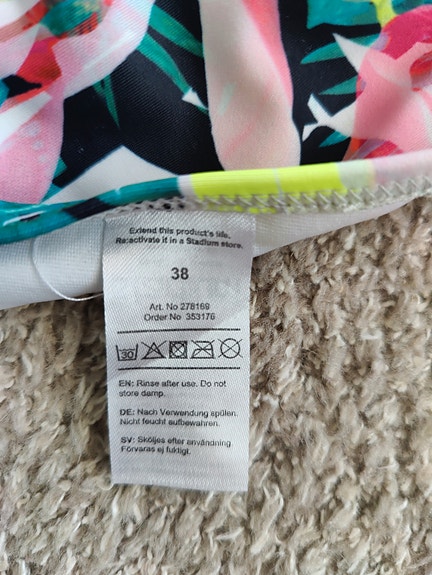 Extend this product's life.
Re:activate it in a Stadium store.
38
Art. No 278169
Order No 353176
30
EN: Rinse after use. Do not
store damp.
DE: Nach Verwendung spülen.
Nicht feucht aufbewahren.
SV: Sköljes efter användning.
Förvaras ej fuktigt.